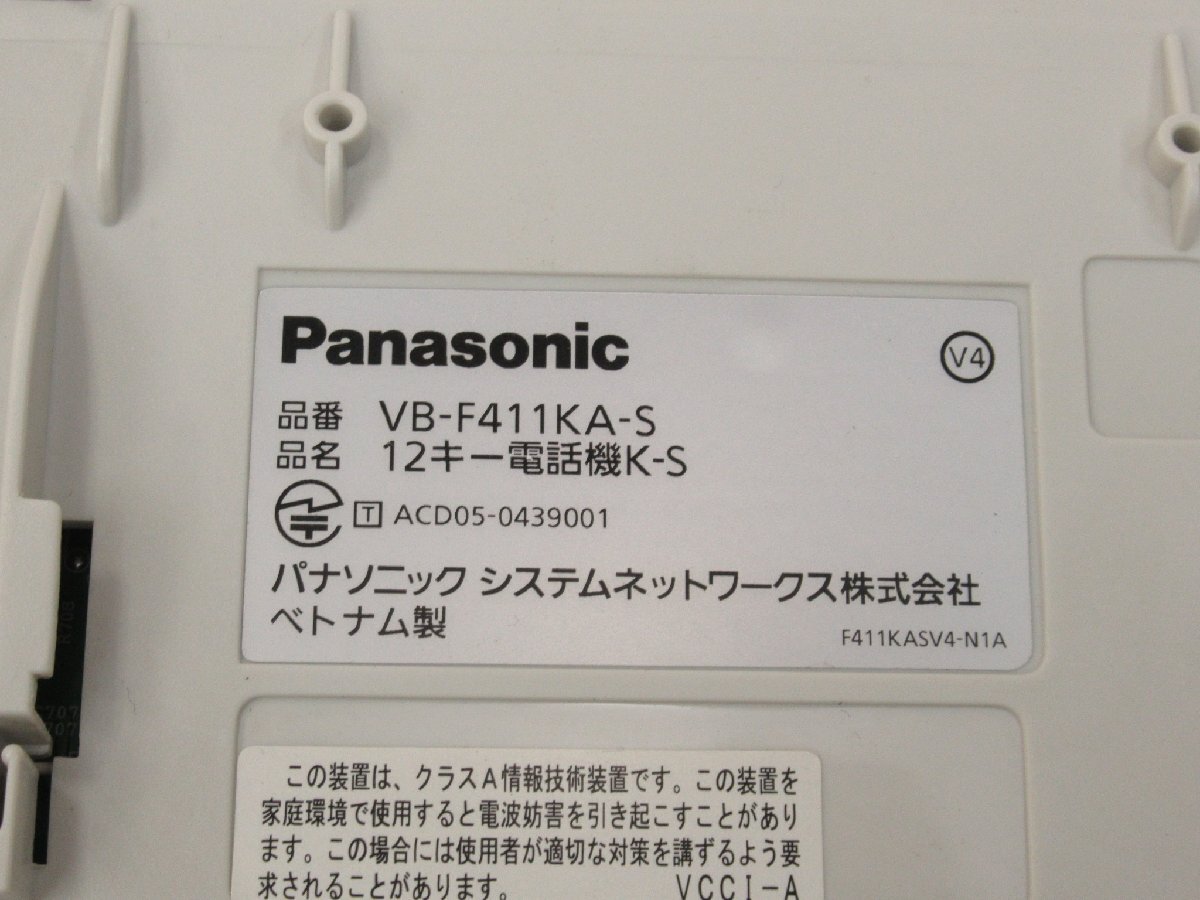 Panasonic
V4
品番 VB-F411KA-S
品名 12キー電話機K-S
T ACD05-0439001
パナソニック システムネットワークス株式会社
ベトナム製
F411KASV4-N1A
この装置は、クラスA情報技術装置です。この装置を
家庭環境で使用すると電波妨害を引き起こすことがあり
ます。この場合には使用者が適切な対策を講ずるよう要
求されることがあります。 VCCI-A